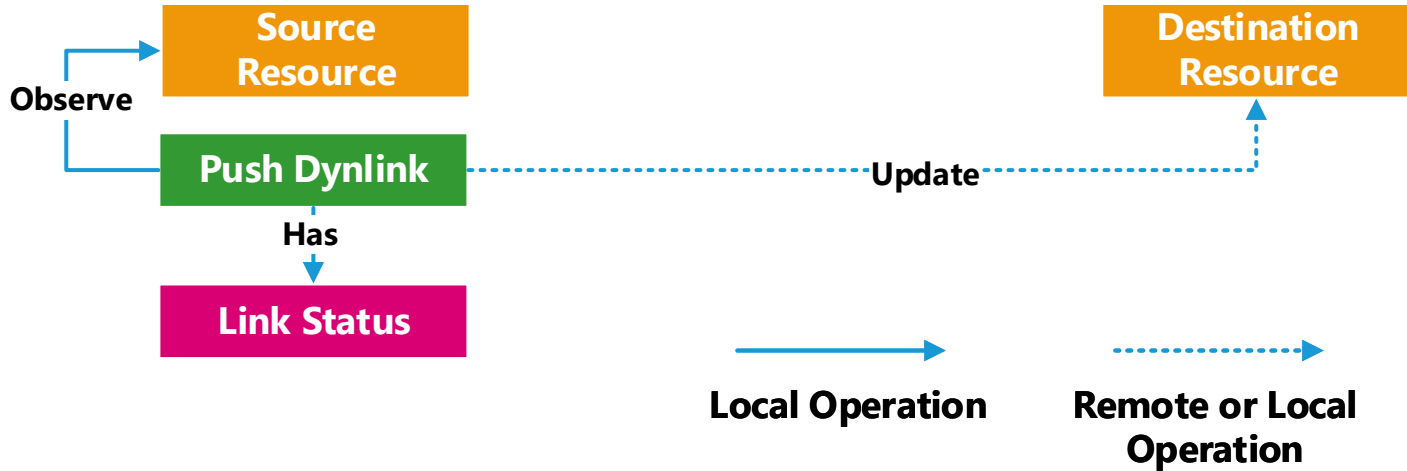 Source
Resource
Destination
Resource
Observe
Push Dynlink
Update
Has
Link Status
Local Operation
Remote or Local
Operation